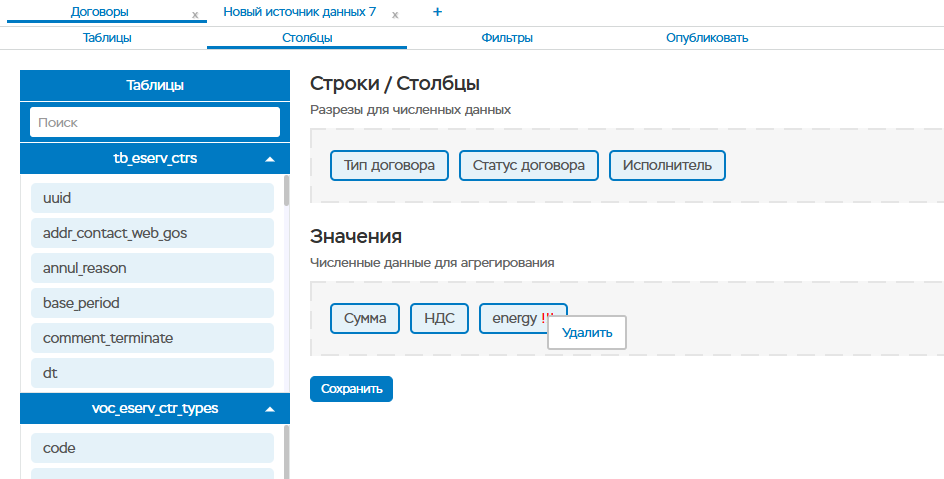 Договоры x Новый источник данных 7 x +
Таблицы Столбцы Фильтры Опубликовать
Таблицы
Поиск
tb_eserv_ctrs
uuid
addr_contact_web_gos
annul_reason
base_period
comment_terminate
dt
voc_eserv_ctr_types
code
Строки / Столбцы
Разрезы для численных данных
Тип договора Статус договора Исполнитель
Значения
Численные данные для агрегирования
Сумма НДС energy !!
Удалить
Сохранить